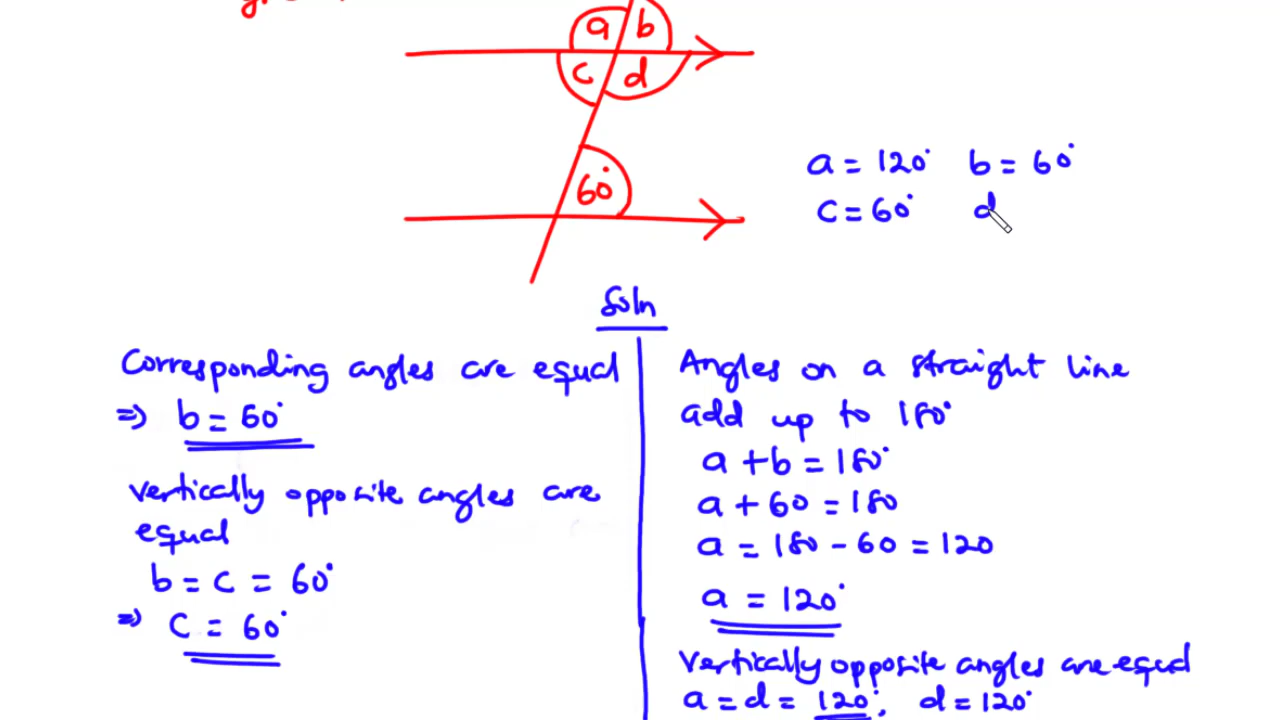 a b
c d
60°
a = 120° b = 60°
c = 60° d
Soln
Corresponding angles are equal
⇒ b = 60°
Vertically opposite angles are
equal
b = c = 60°
⇒ c = 60°
Angles on a straight line
add up to 180°
a + b = 180°
a + 60 = 180
a = 180 - 60 = 120
a = 120°
Vertically opposite angles are equal
a = d = 120°, d = 120°